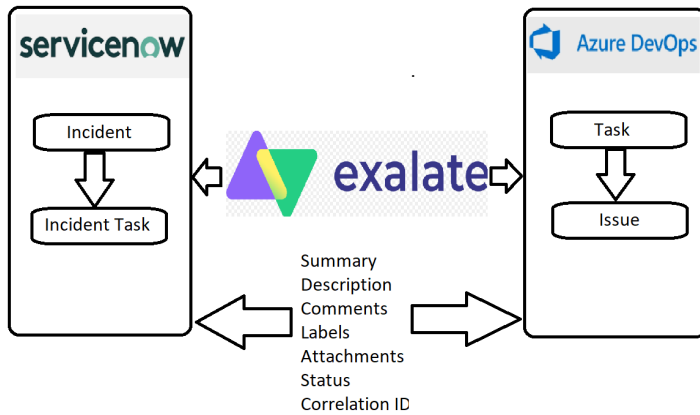 servicenow
Azure DevOps
Incident
Task
exalate
Incident Task
Issue
Summary
Description
Comments
Labels
Attachments
Status
Correlation ID